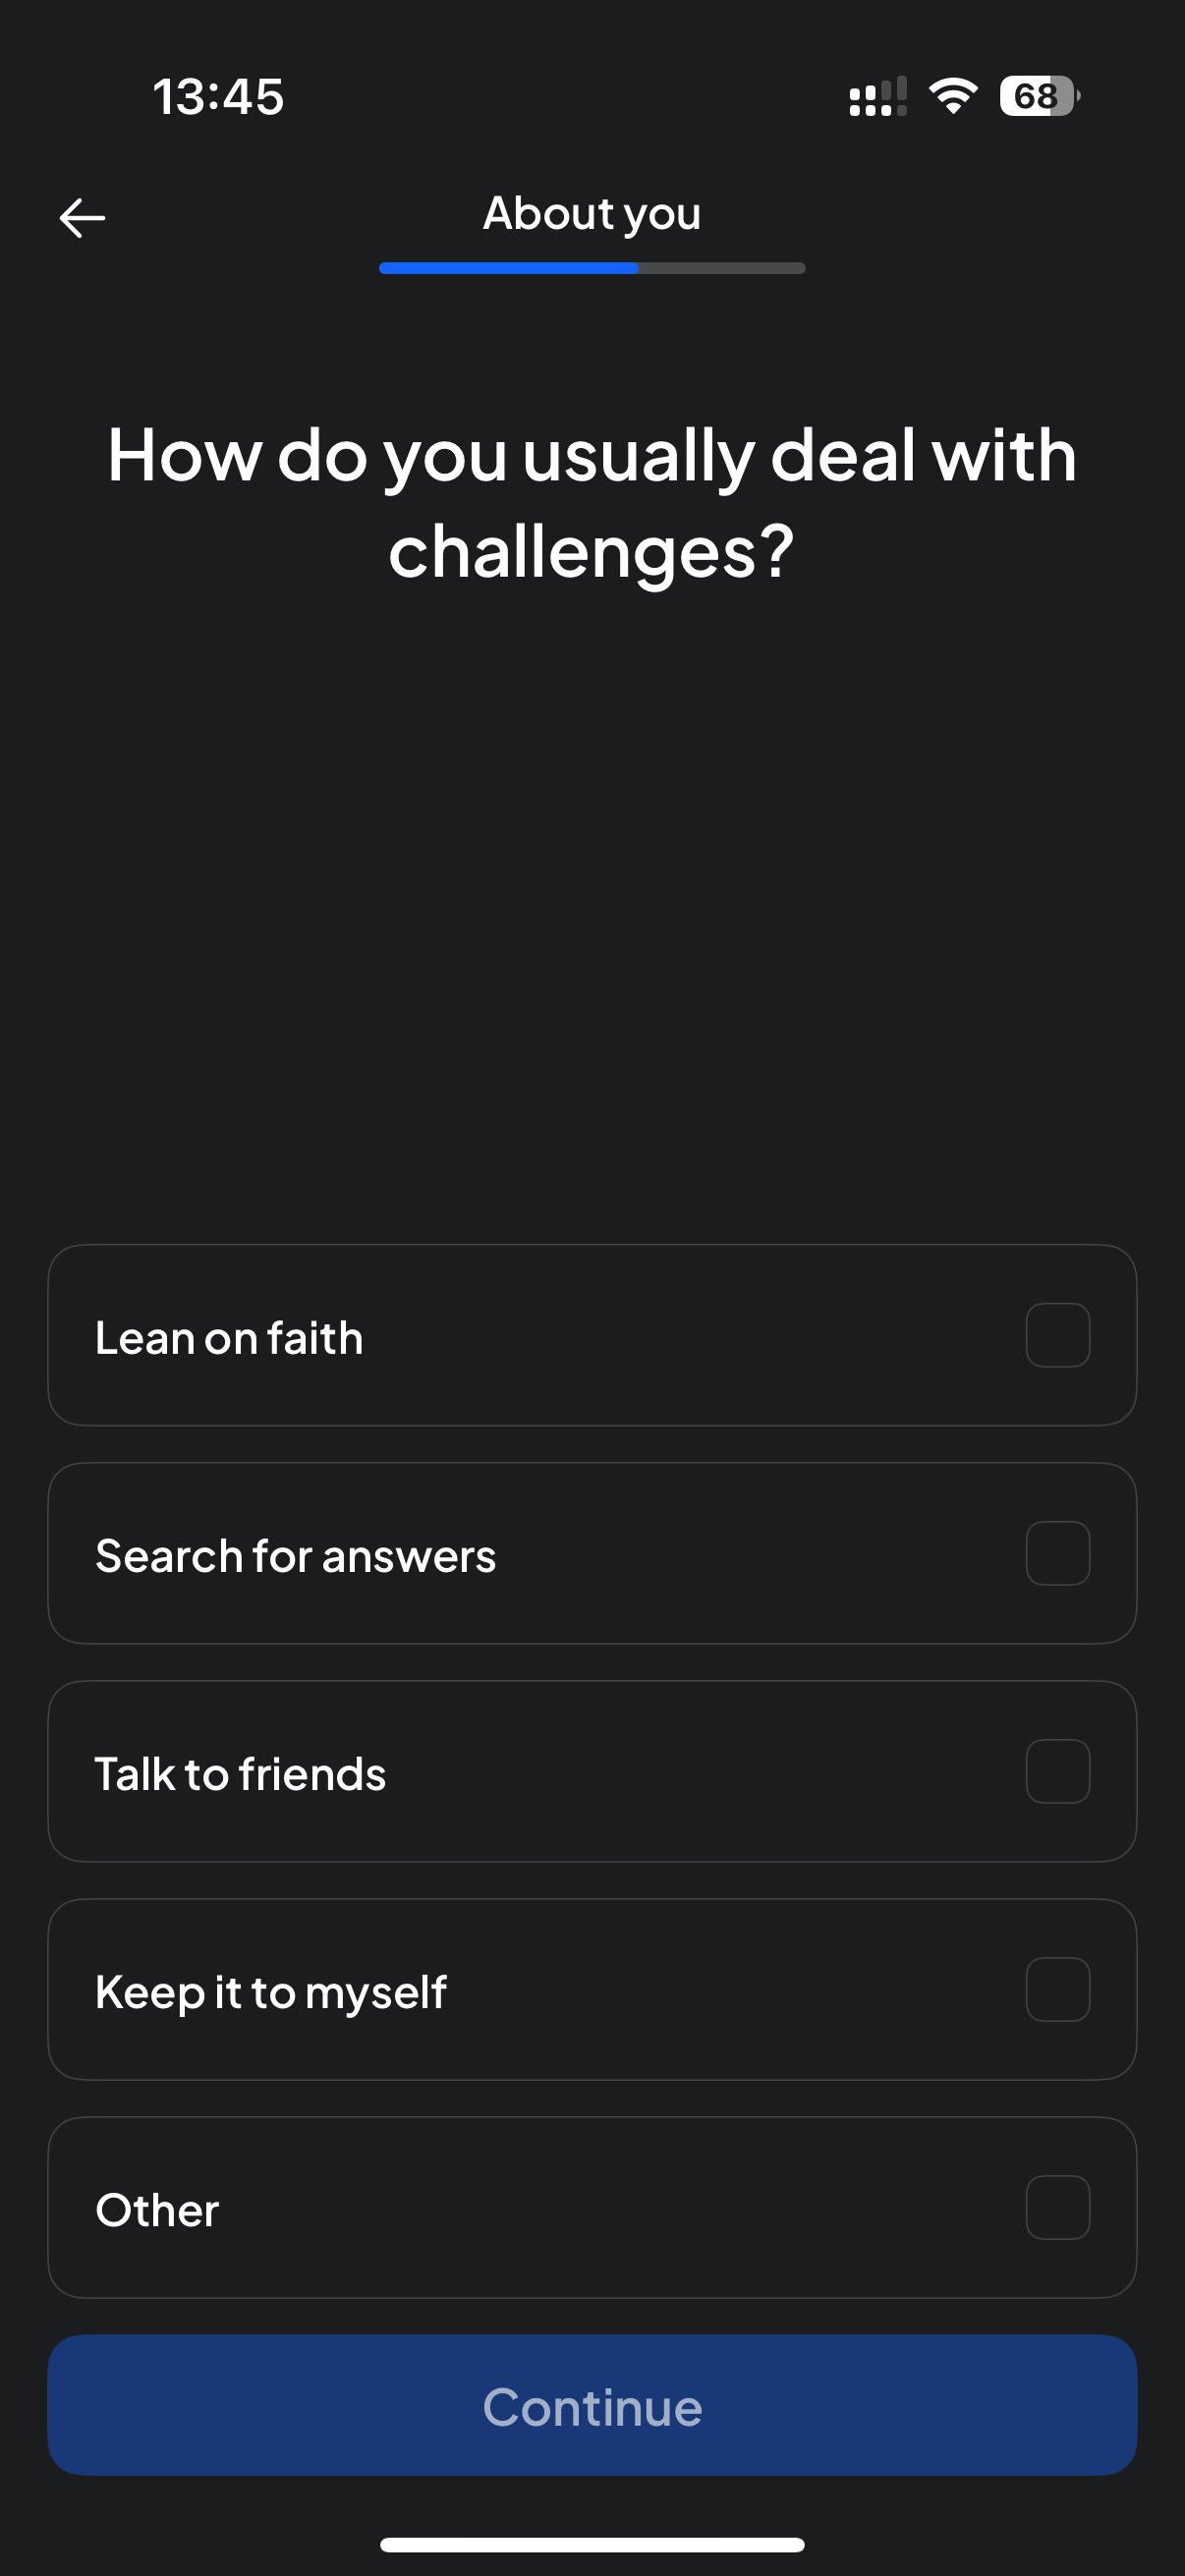 13:45
68
About you
How do you usually deal with
challenges?
Lean on faith
Search for answers
Talk to friends
Keep it to myself
Other
Continue